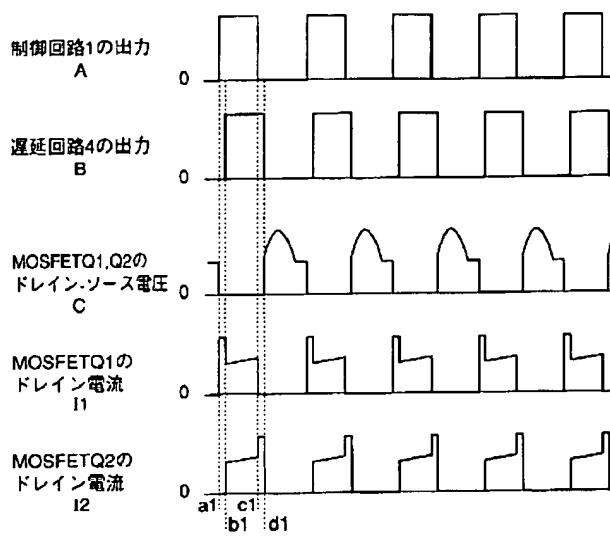 制御回路1の出力
A
0
遅延回路4の出力
B
0
MOSFETQ1,Q2の
ドレイン-ソース電圧
C
0
MOSFETQ1の
ドレイン電流
I1
0
MOSFETQ2の
ドレイン電流
I2
0
a1
b1
c1
d1